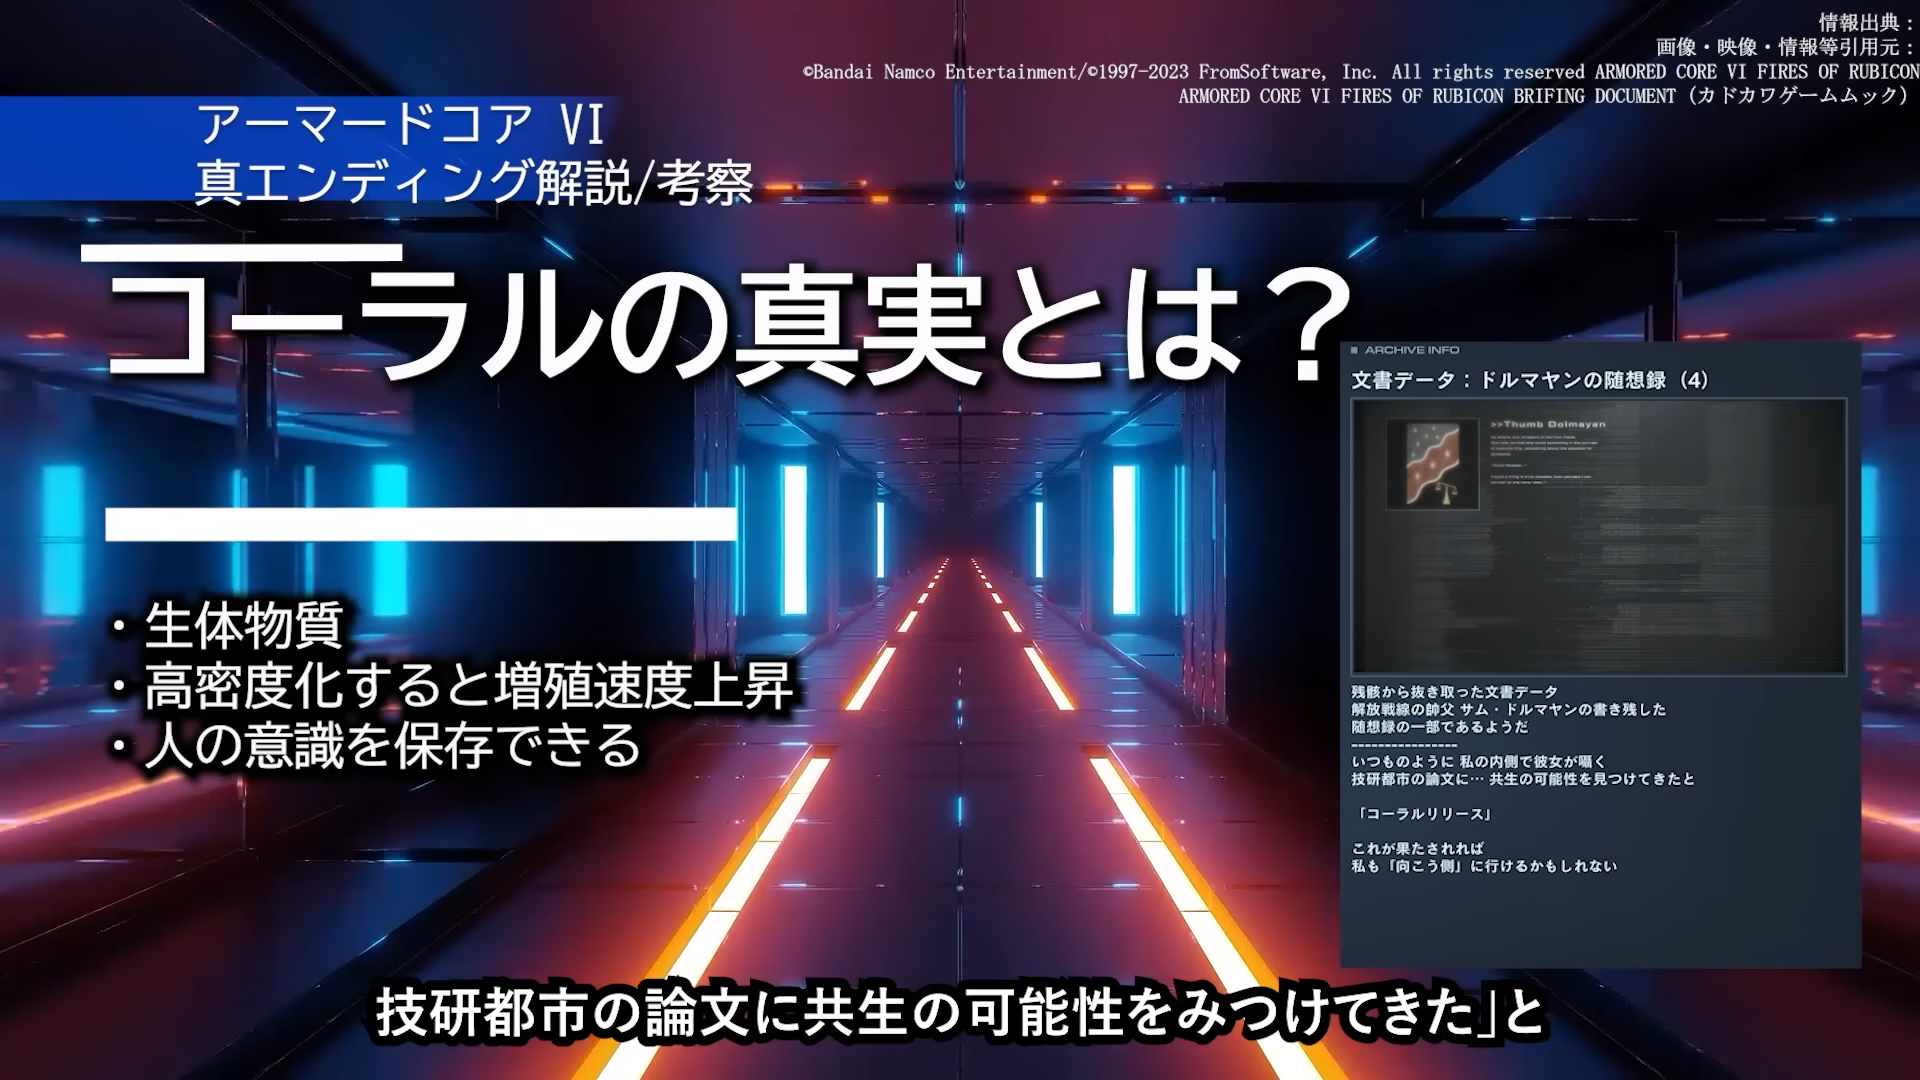 情報出典：
画像・映像・情報等引用元：
©Bandai Namco Entertainment/©1997-2023 FromSoftware, Inc. All rights reserved ARMORED CORE VI FIRES OF RUBICON
ARMORED CORE VI FIRES OF RUBICON BRIFING DOCUMENT（カドカワゲームムック）
アーマードコア VI
真エンディング解説/考察
コーラルの真実とは？
・生体物質
・高密度化すると増殖速度上昇
・人の意識を保存できる
■ ARCHIVE INFO
文書データ：ドルマヤンの随想録（4）
>>Thumb Dolmayan
残骸から抜き取った文書データ
解放戦線の帥父 サム・ドルマヤンの書き残した
随想録の一部であるようだ
----------------
いつものように 私の内側で彼女が囁く
技研都市の論文に… 共生の可能性を見つけてきたと
「コーラルリリース」
これが果たされれば
私も「向こう側」に行けるかもしれない
技研都市の論文に共生の可能性をみつけてきた」と